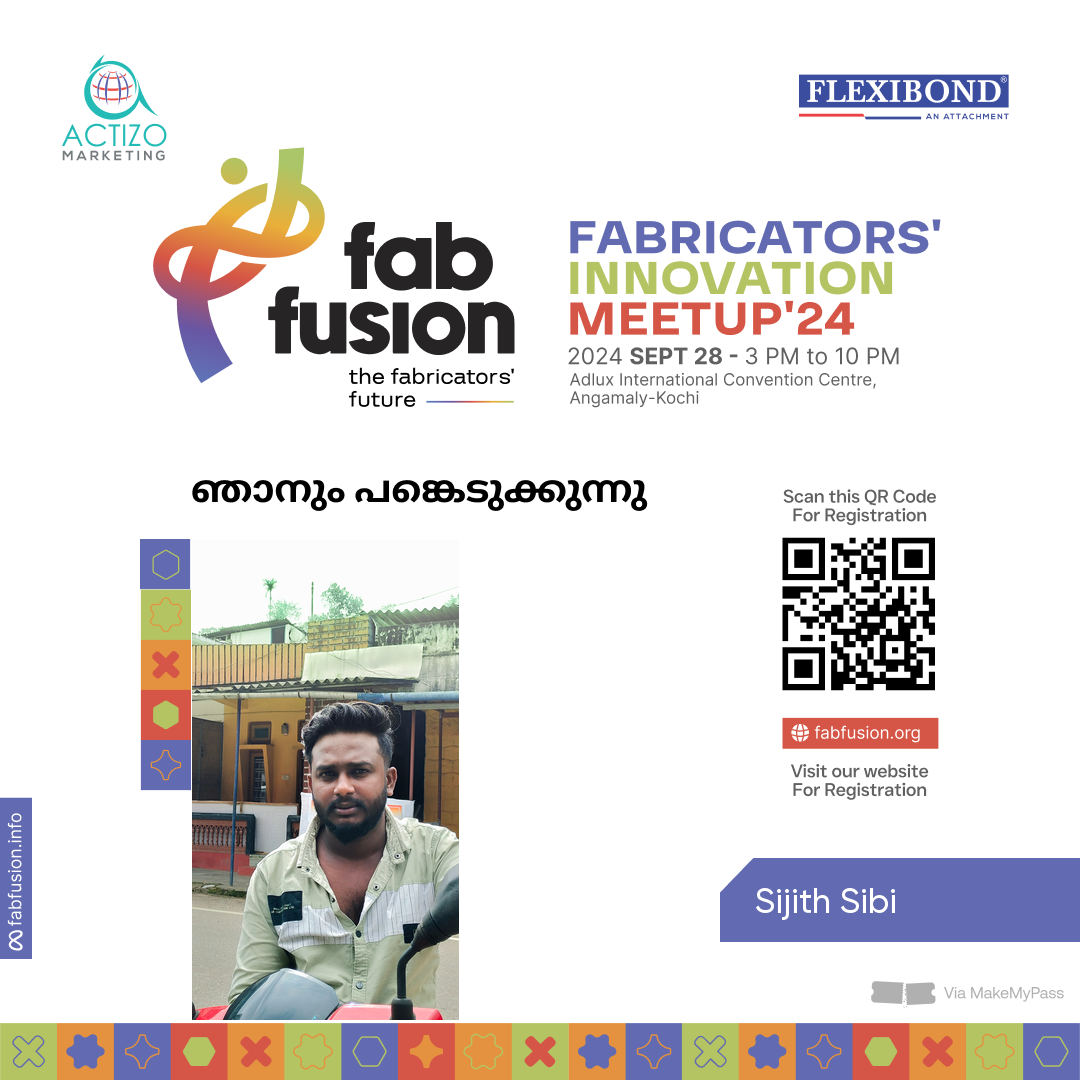 ACTIZO
MARKETING
FLEXIBOND®
AN ATTACHMENT
fab
fusion
the fabricators'
future
FABRICATORS'
INNOVATION
MEETUP'24
2024 SEPT 28 - 3 PM to 10 PM
Adlux International Convention Centre,
Angamaly-Kochi
ഞാനും പങ്കെടുക്കുന്നു
Scan this QR Code
For Registration
fabfusion.org
Visit our website
For Registration
fabfusion.info
Sijith Sibi
Via MakeMyPass